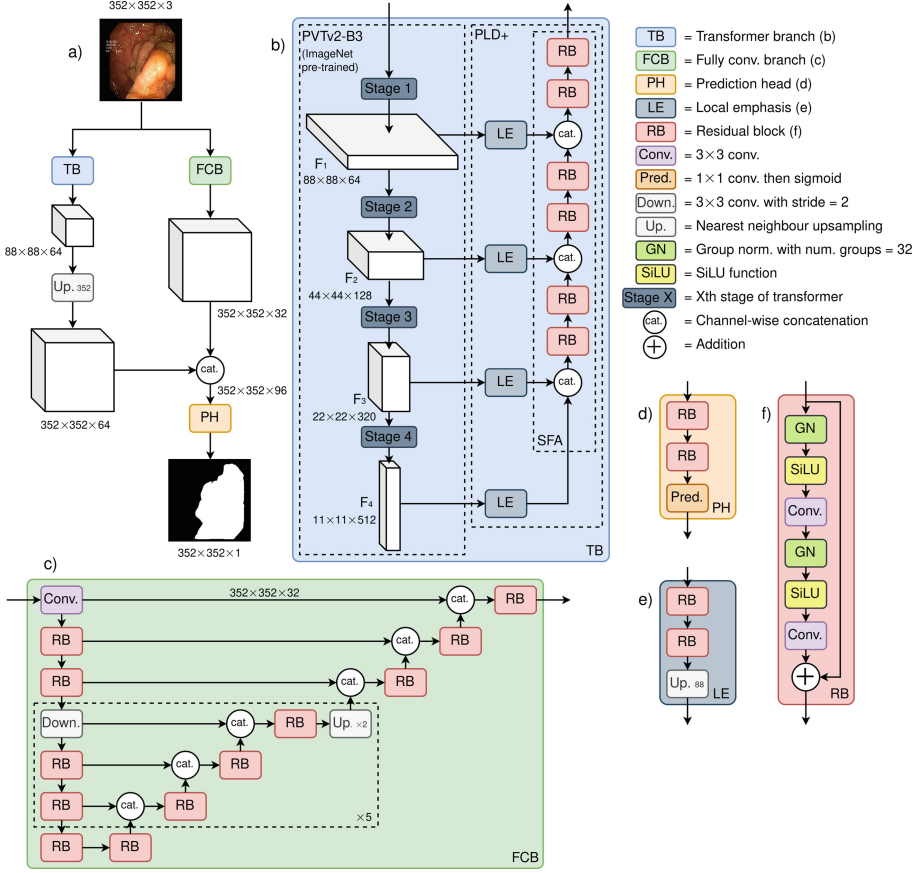 352×352×3
a)
TB
FCB
88×88×64
Up. 352
352×352×32
cat.
352×352×96
352×352×64
PH
352×352×1
b)
PVTv2-B3
(ImageNet
pre-trained)
PLD+
Stage 1
F1
88×88×64
Stage 2
F2
44×44×128
Stage 3
F3
22×22×320
Stage 4
F4
11×11×512
LE
LE
LE
LE
RB
RB
cat.
RB
RB
cat.
RB
RB
cat.
SFA
TB
TB = Transformer branch (b)
FCB = Fully conv. branch (c)
PH = Prediction head (d)
LE = Local emphasis (e)
RB = Residual block (f)
Conv. = 3×3 conv.
Pred. = 1×1 conv. then sigmoid
Down. = 3×3 conv. with stride = 2
Up. = Nearest neighbour upsampling
GN = Group norm. with num. groups = 32
SiLU = SiLU function
Stage X = Xth stage of transformer
cat. = Channel-wise concatenation
+ = Addition
c)
Conv. 352×352×32 cat. RB
RB cat. RB
RB cat. RB
Down. cat. RB Up. ×2
RB cat. RB
RB cat. RB
×5
RB RB
FCB
d)
RB
RB
Pred.
PH
e)
RB
RB
Up. 88
LE
f)
GN
SiLU
Conv.
GN
SiLU
Conv.
+
RB